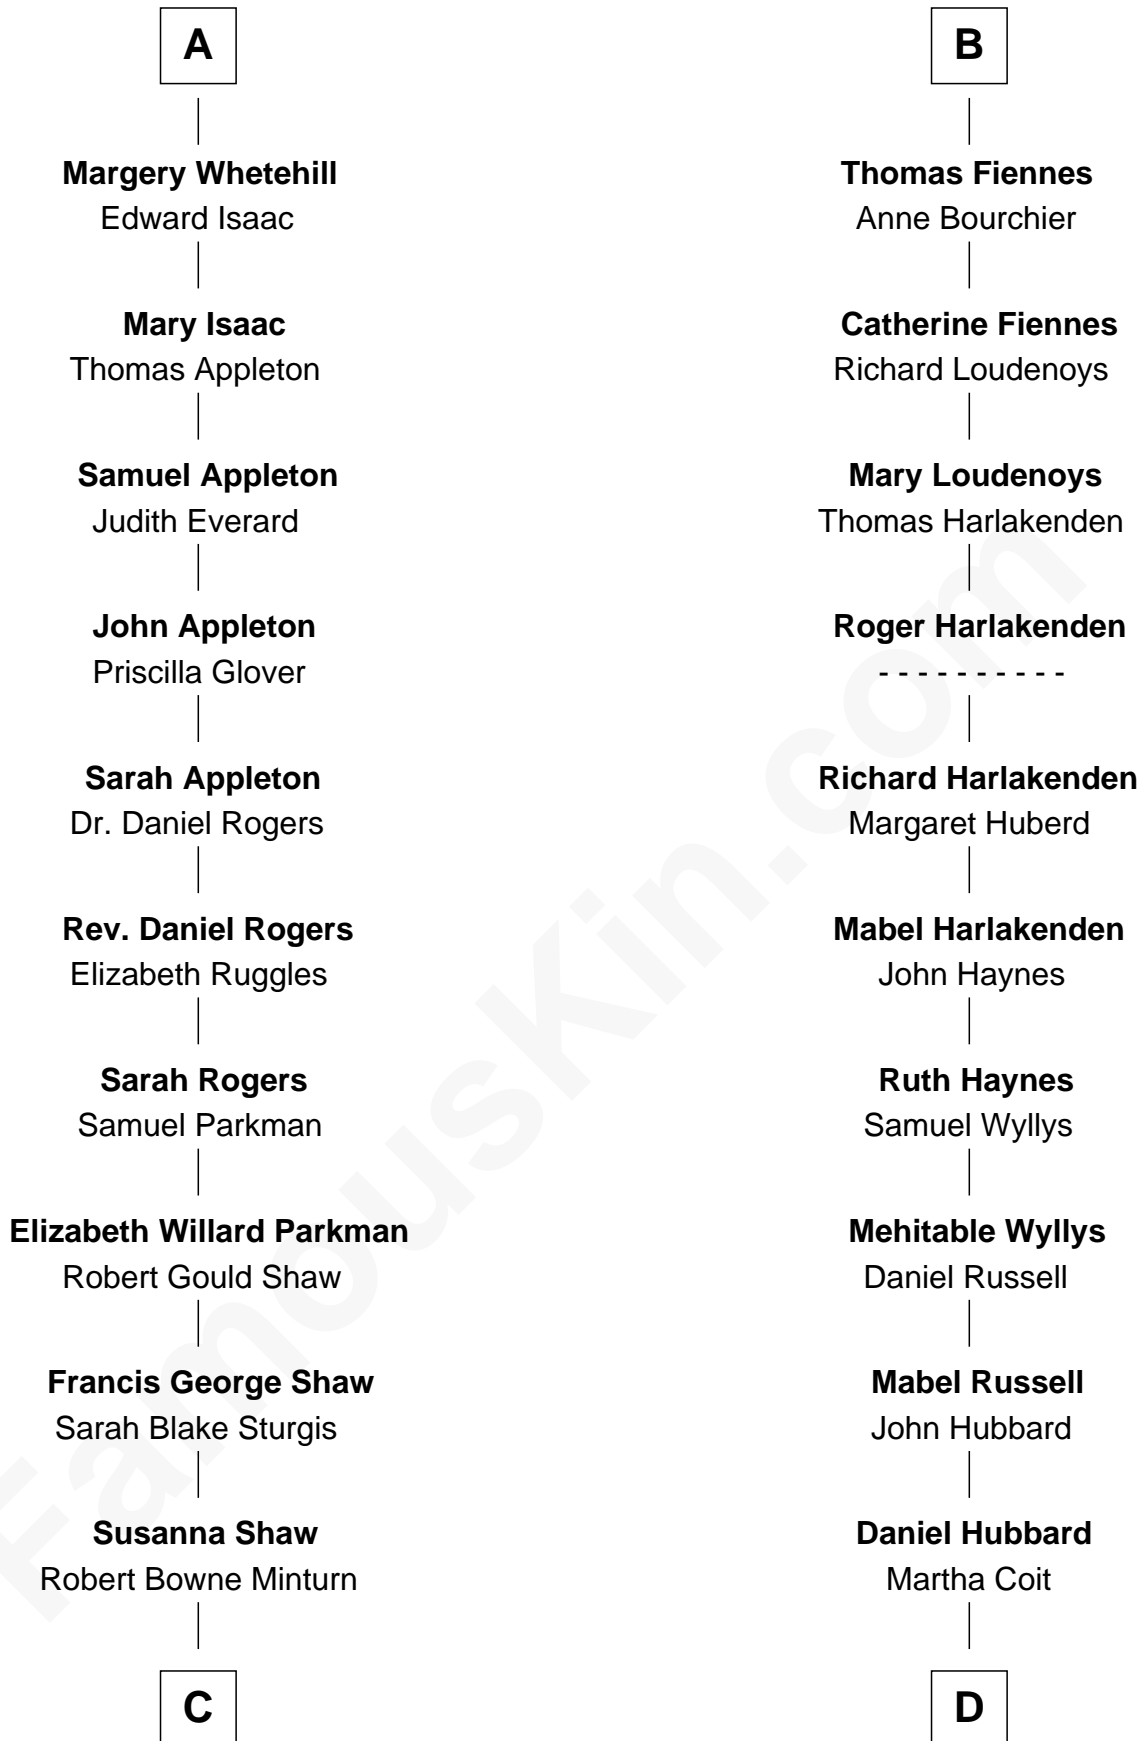 A
Margery Whetehill
Edward Isaac
Mary Isaac
Thomas Appleton
Samuel Appleton
Judith Everard
John Appleton
Priscilla Glover
Sarah Appleton
Dr. Daniel Rogers
Rev. Daniel Rogers
Elizabeth Ruggles
Sarah Rogers
Samuel Parkman
Elizabeth Willard Parkman
Robert Gould Shaw
Francis George Shaw
Sarah Blake Sturgis
Susanna Shaw
Robert Bowne Minturn
C
B
Thomas Fiennes
Anne Bourchier
Catherine Fiennes
Richard Loudenoys
Mary Loudenoys
Thomas Harlakenden
Roger Harlakenden
- - - - - - - - - -
Richard Harlakenden
Margaret Huberd
Mabel Harlakenden
John Haynes
Ruth Haynes
Samuel Wyllys
Mehitable Wyllys
Daniel Russell
Mabel Russell
John Hubbard
Daniel Hubbard
Martha Coit
D
FamousKin.com